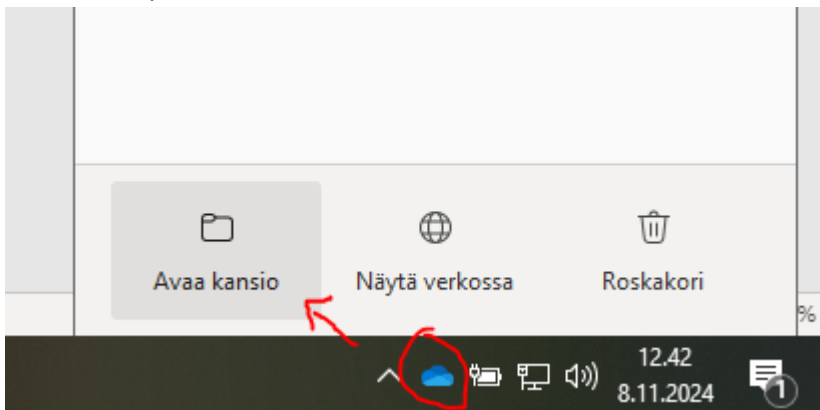 Avaa kansio
Näytä verkossa
Roskakori
%
12.42
8.11.2024
1